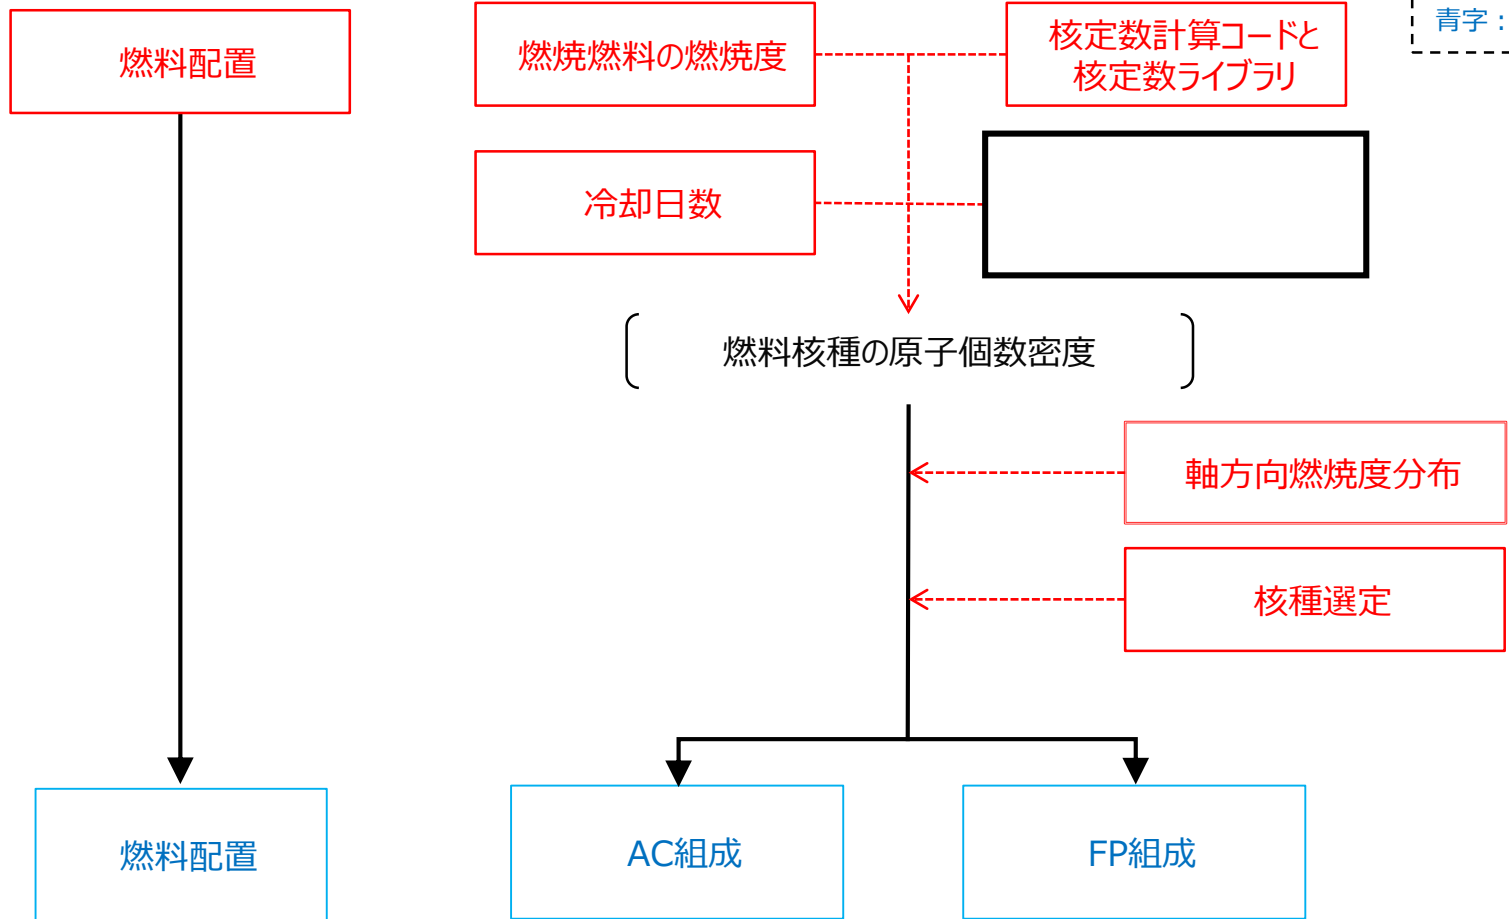 青字：
燃料配置
燃焼燃料の燃焼度
核定数計算コードと
核定数ライブラリ
冷却日数
燃料核種の原子個数密度
軸方向燃焼度分布
核種選定
燃料配置
AC組成
FP組成